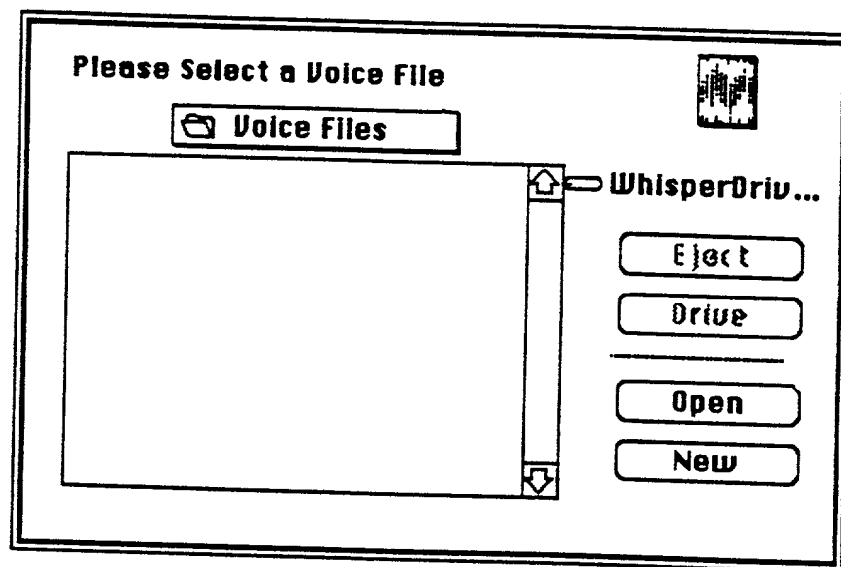 Please Select a Voice File
Voice Files
WhisperDriv...
Eject
Drive
Open
New